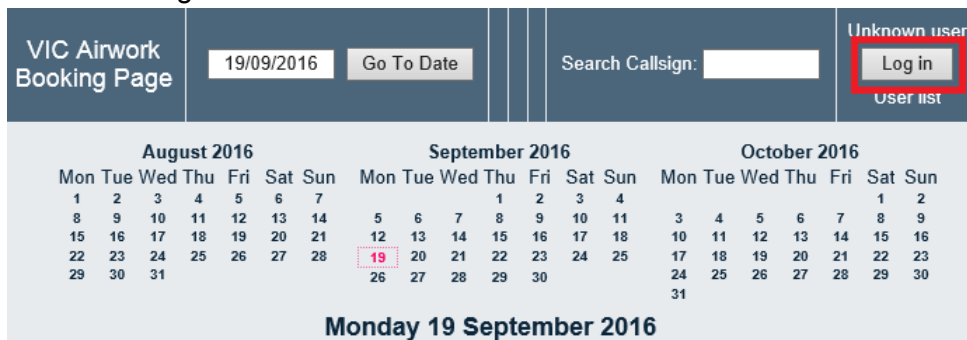 VIC Airwork
Booking Page
19/09/2016
Go To Date
Search Callsign:
Unknown user
Log in
User list
August 2016
Mon Tue Wed Thu Fri Sat Sun
1 2 3 4 5 6 7
8 9 10 11 12 13 14
15 16 17 18 19 20 21
22 23 24 25 26 27 28
29 30 31
September 2016
Mon Tue Wed Thu Fri Sat Sun
1 2 3 4
5 6 7 8 9 10 11
12 13 14 15 16 17 18
19 20 21 22 23 24 25
26 27 28 29 30
October 2016
Mon Tue Wed Thu Fri Sat Sun
1 2
3 4 5 6 7 8 9
10 11 12 13 14 15 16
17 18 19 20 21 22 23
24 25 26 27 28 29 30
31
Monday 19 September 2016